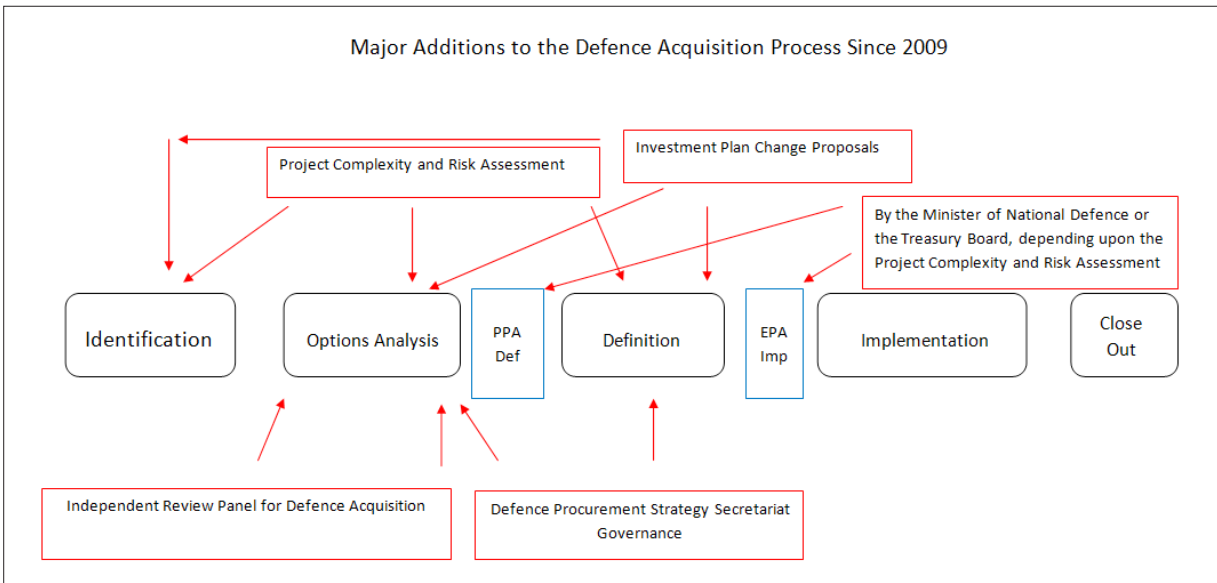 Major Additions to the Defence Acquisition Process Since 2009
Project Complexity and Risk Assessment
Investment Plan Change Proposals
By the Minister of National Defence or
the Treasury Board, depending upon the
Project Complexity and Risk Assessment
Identification
Options Analysis
PPA
Def
Definition
EPA
Imp
Implementation
Close
Out
Independent Review Panel for Defence Acquisition
Defence Procurement Strategy Secretariat
Governance